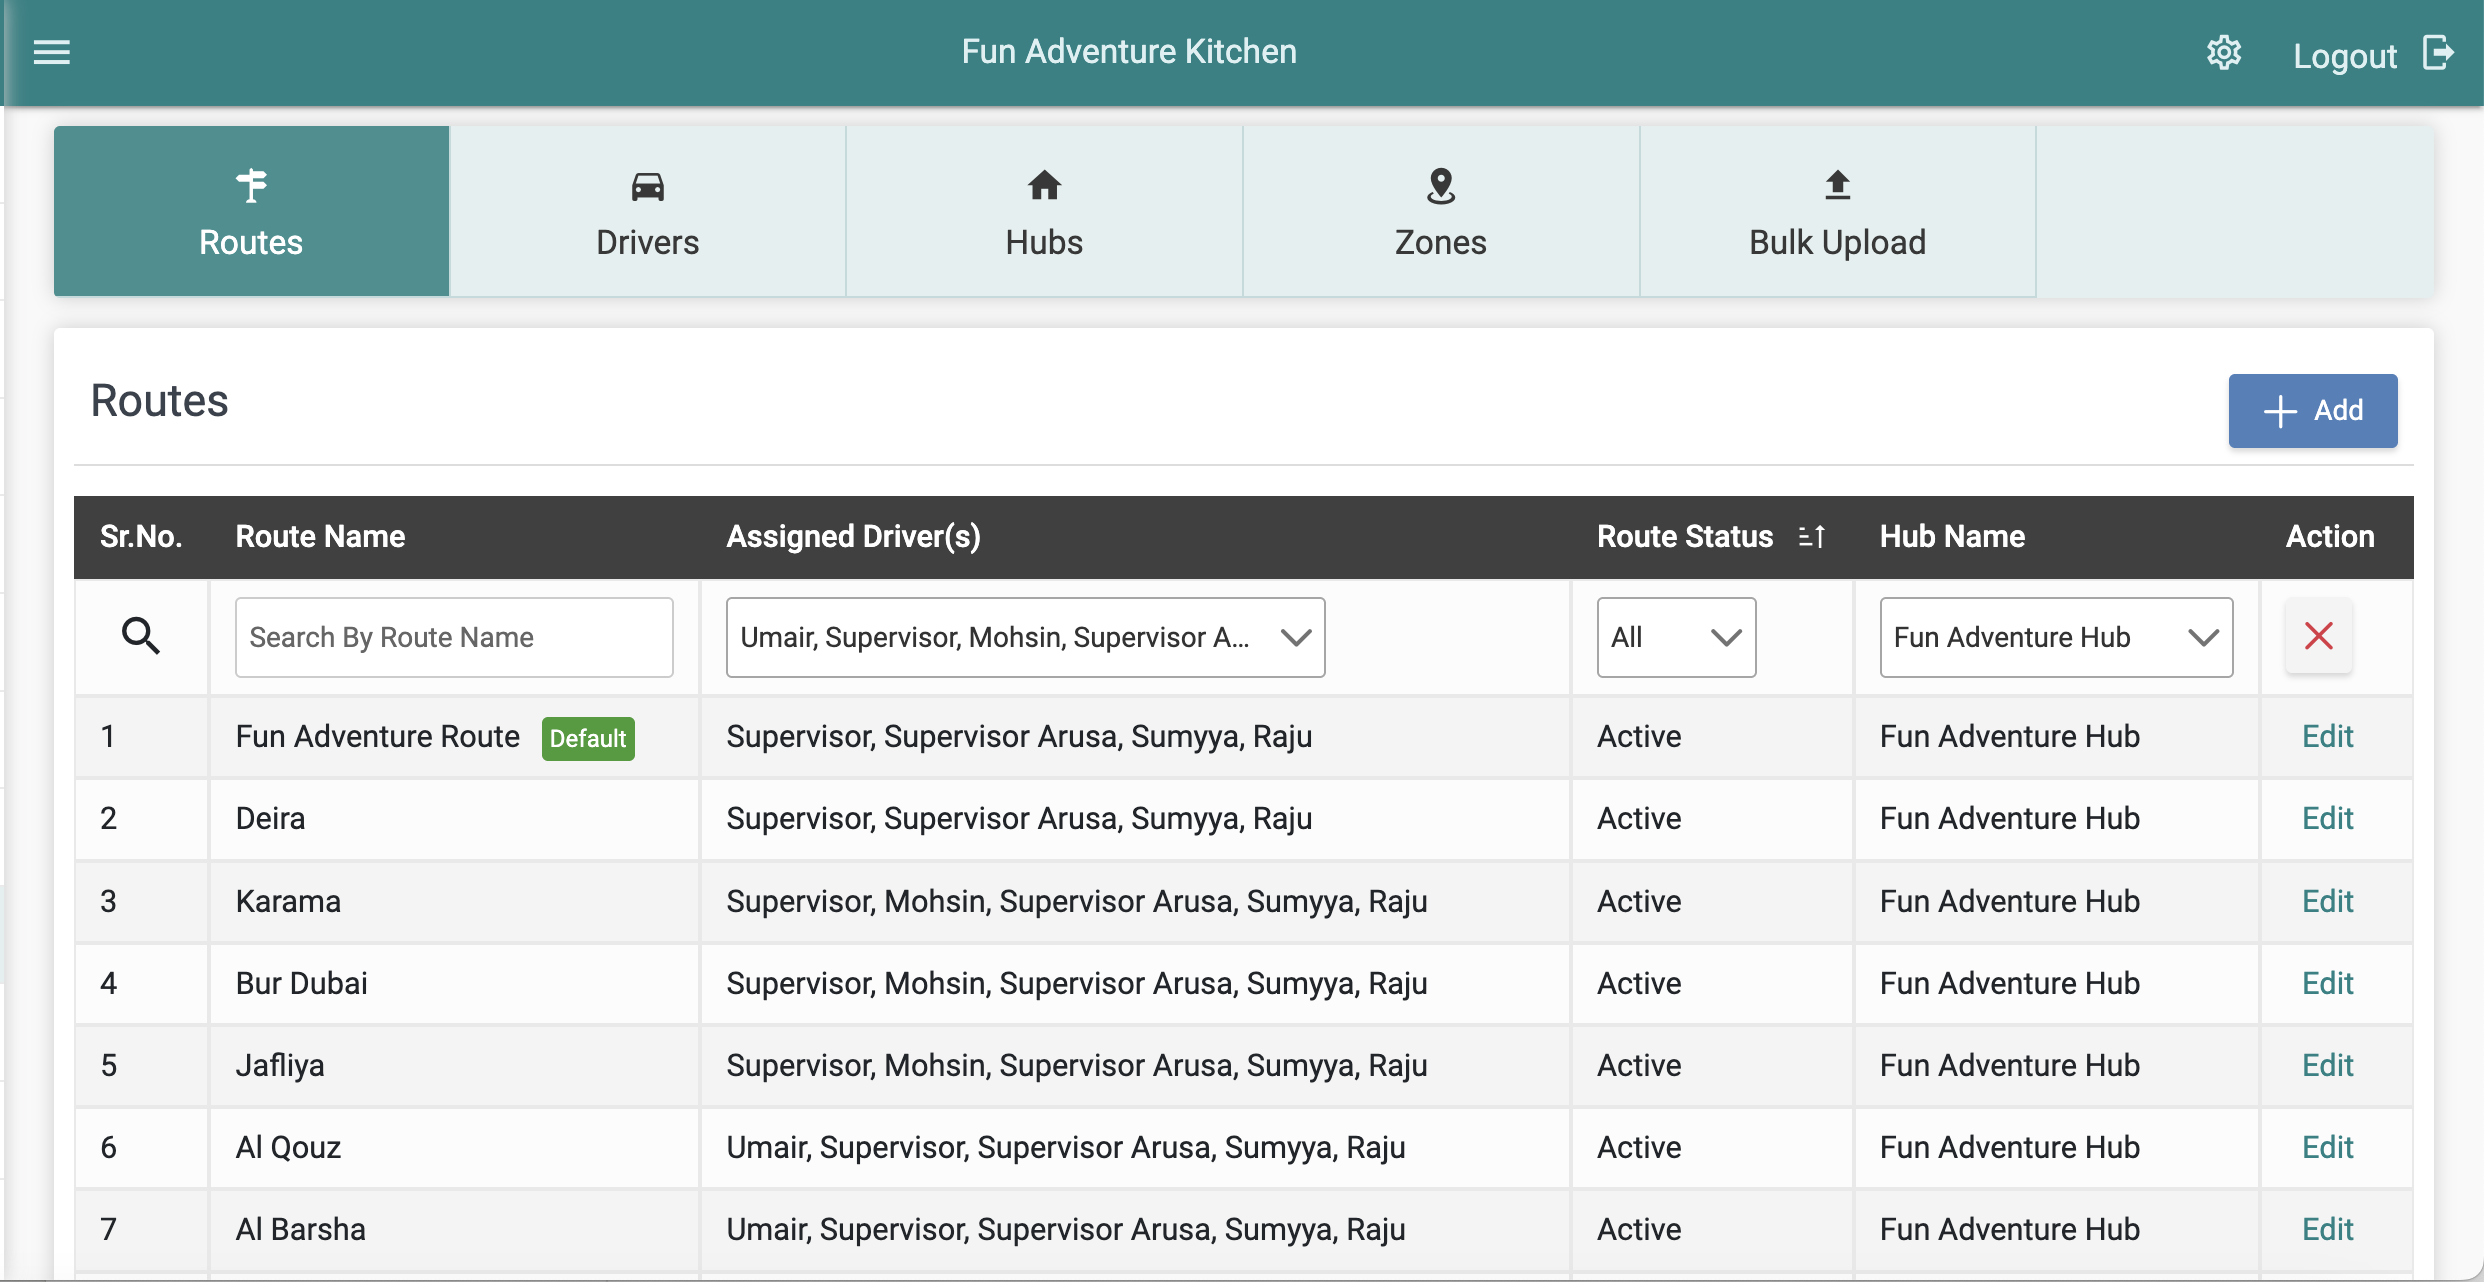 Fun Adventure Kitchen
Logout
Routes
Drivers
Hubs
Zones
Bulk Upload
Routes
Add
Sr.No. Route Name Assigned Driver(s) Route Status Hub Name Action
Search By Route Name Umair, Supervisor, Mohsin, Supervisor A... All Fun Adventure Hub
1 Fun Adventure Route Default Supervisor, Supervisor Arusa, Sumyya, Raju Active Fun Adventure Hub Edit
2 Deira Supervisor, Supervisor Arusa, Sumyya, Raju Active Fun Adventure Hub Edit
3 Karama Supervisor, Mohsin, Supervisor Arusa, Sumyya, Raju Active Fun Adventure Hub Edit
4 Bur Dubai Supervisor, Mohsin, Supervisor Arusa, Sumyya, Raju Active Fun Adventure Hub Edit
5 Jafliya Supervisor, Mohsin, Supervisor Arusa, Sumyya, Raju Active Fun Adventure Hub Edit
6 Al Qouz Umair, Supervisor, Supervisor Arusa, Sumyya, Raju Active Fun Adventure Hub Edit
7 Al Barsha Umair, Supervisor, Supervisor Arusa, Sumyya, Raju Active Fun Adventure Hub Edit